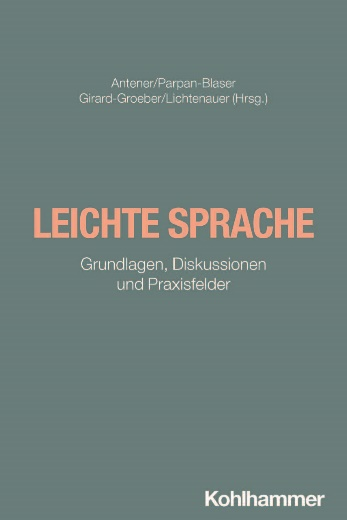 Antener/Parpan-Blaser
Girard-Groeber/Lichtenauer (Hrsg.)
LEICHTE SPRACHE
Grundlagen, Diskussionen
und Praxisfelder
Kohlhammer